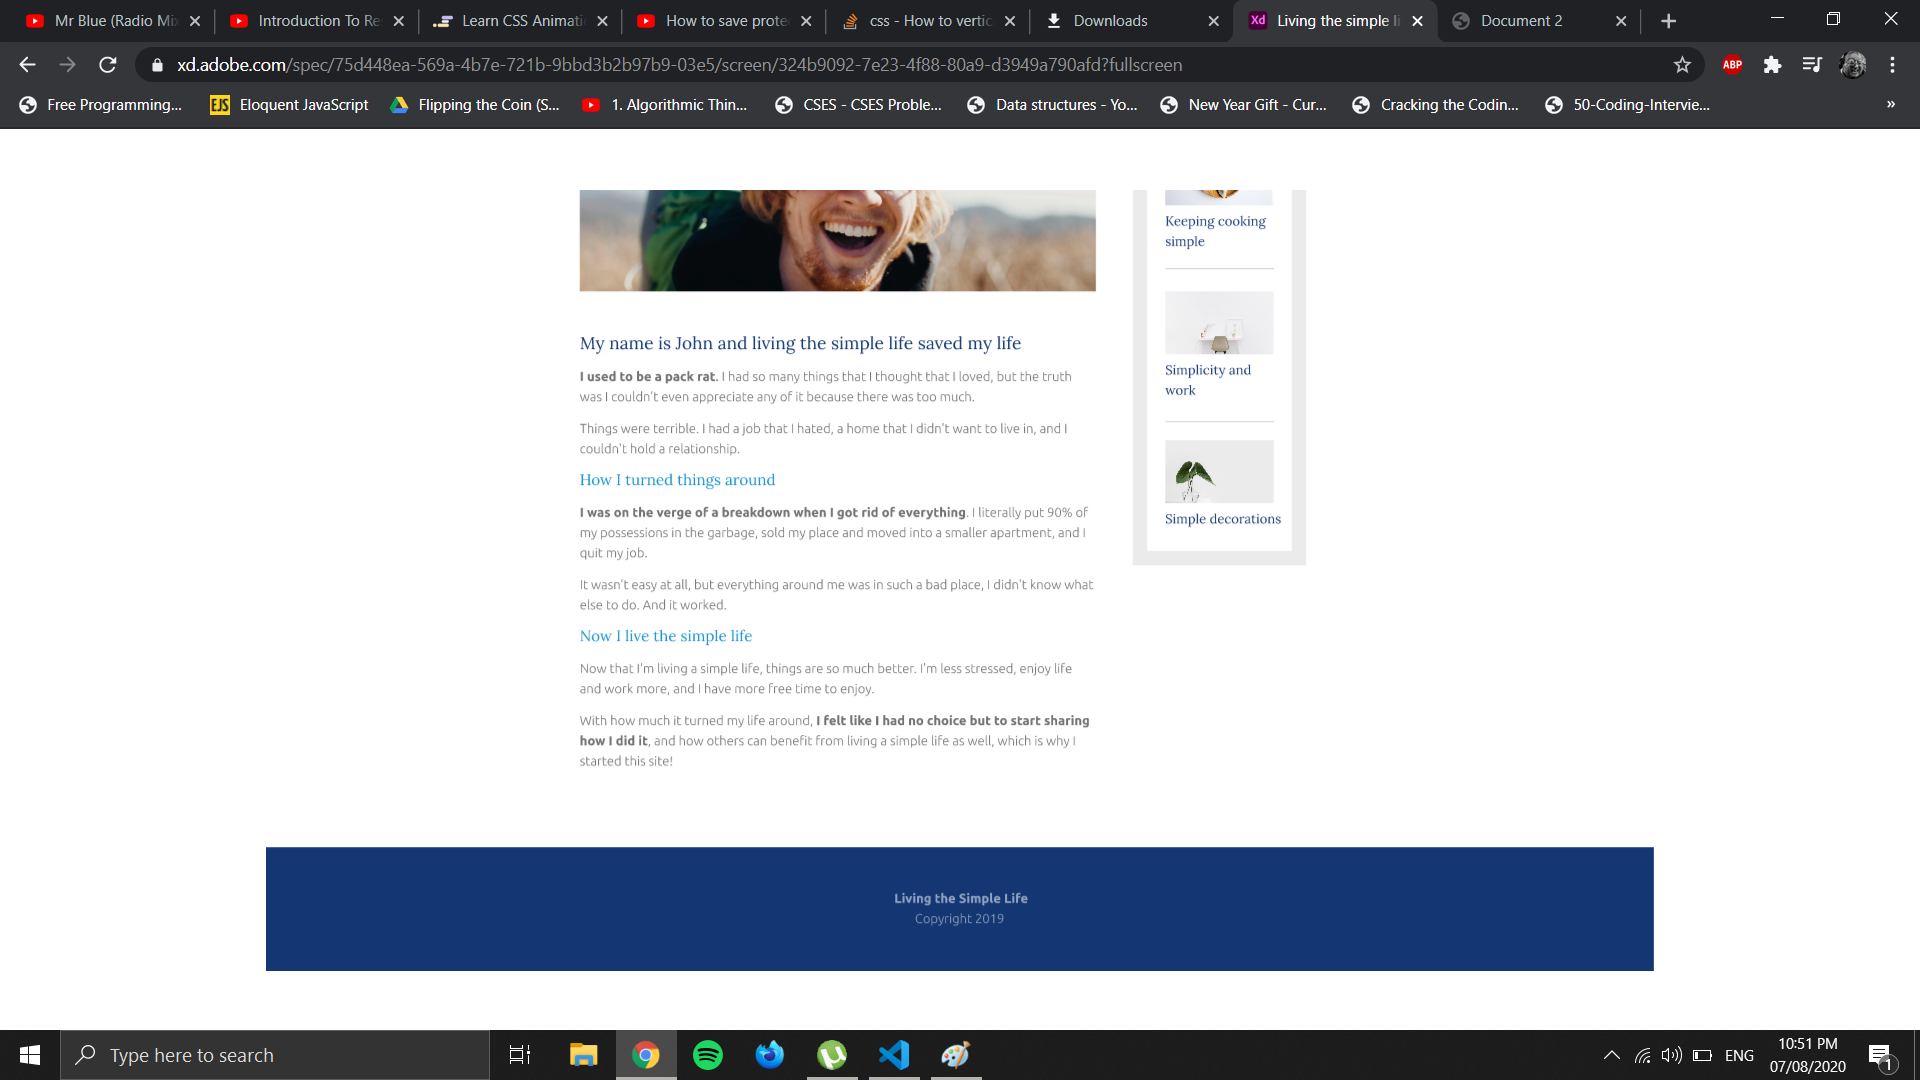 Mr Blue (Radio Mix
Introduction To Re
Learn CSS Animati
How to save prote
css - How to vertic
Downloads
Living the simple li
Document 2
xd.adobe.com/spec/75d448ea-569a-4b7e-721b-9bbd3b2b97b9-03e5/screen/324b9092-7e23-4f88-80a9-d3949a790afd?fullscreen
ABP
Free Programming...
EJS
Eloquent JavaScript
Flipping the Coin (S...
1. Algorithmic Thin...
CSES - CSES Proble...
Data structures - Yo...
New Year Gift - Cur...
Cracking the Codin...
50-Coding-Intervie...
»
My name is John and living the simple life saved my life
I used to be a pack rat. I had so many things that I thought that I loved, but the truth
was I couldn't even appreciate any of it because there was too much.
Things were terrible. I had a job that I hated, a home that I didn't want to live in, and I
couldn't hold a relationship.
How I turned things around
I was on the verge of a breakdown when I got rid of everything. I literally put 90% of
my possessions in the garbage, sold my place and moved into a smaller apartment, and I
quit my job.
It wasn't easy at all, but everything around me was in such a bad place, I didn't know what
else to do. And it worked.
Now I live the simple life
Now that I'm living a simple life, things are so much better. I'm less stressed, enjoy life
and work more, and I have more free time to enjoy.
With how much it turned my life around, I felt like I had no choice but to start sharing
how I did it, and how others can benefit from living a simple life as well, which is why I
started this site!
Keeping cooking
simple
Simplicity and
work
Simple decorations
Living the Simple Life
Copyright 2019
Type here to search
ENG
10:51 PM
07/08/2020
1